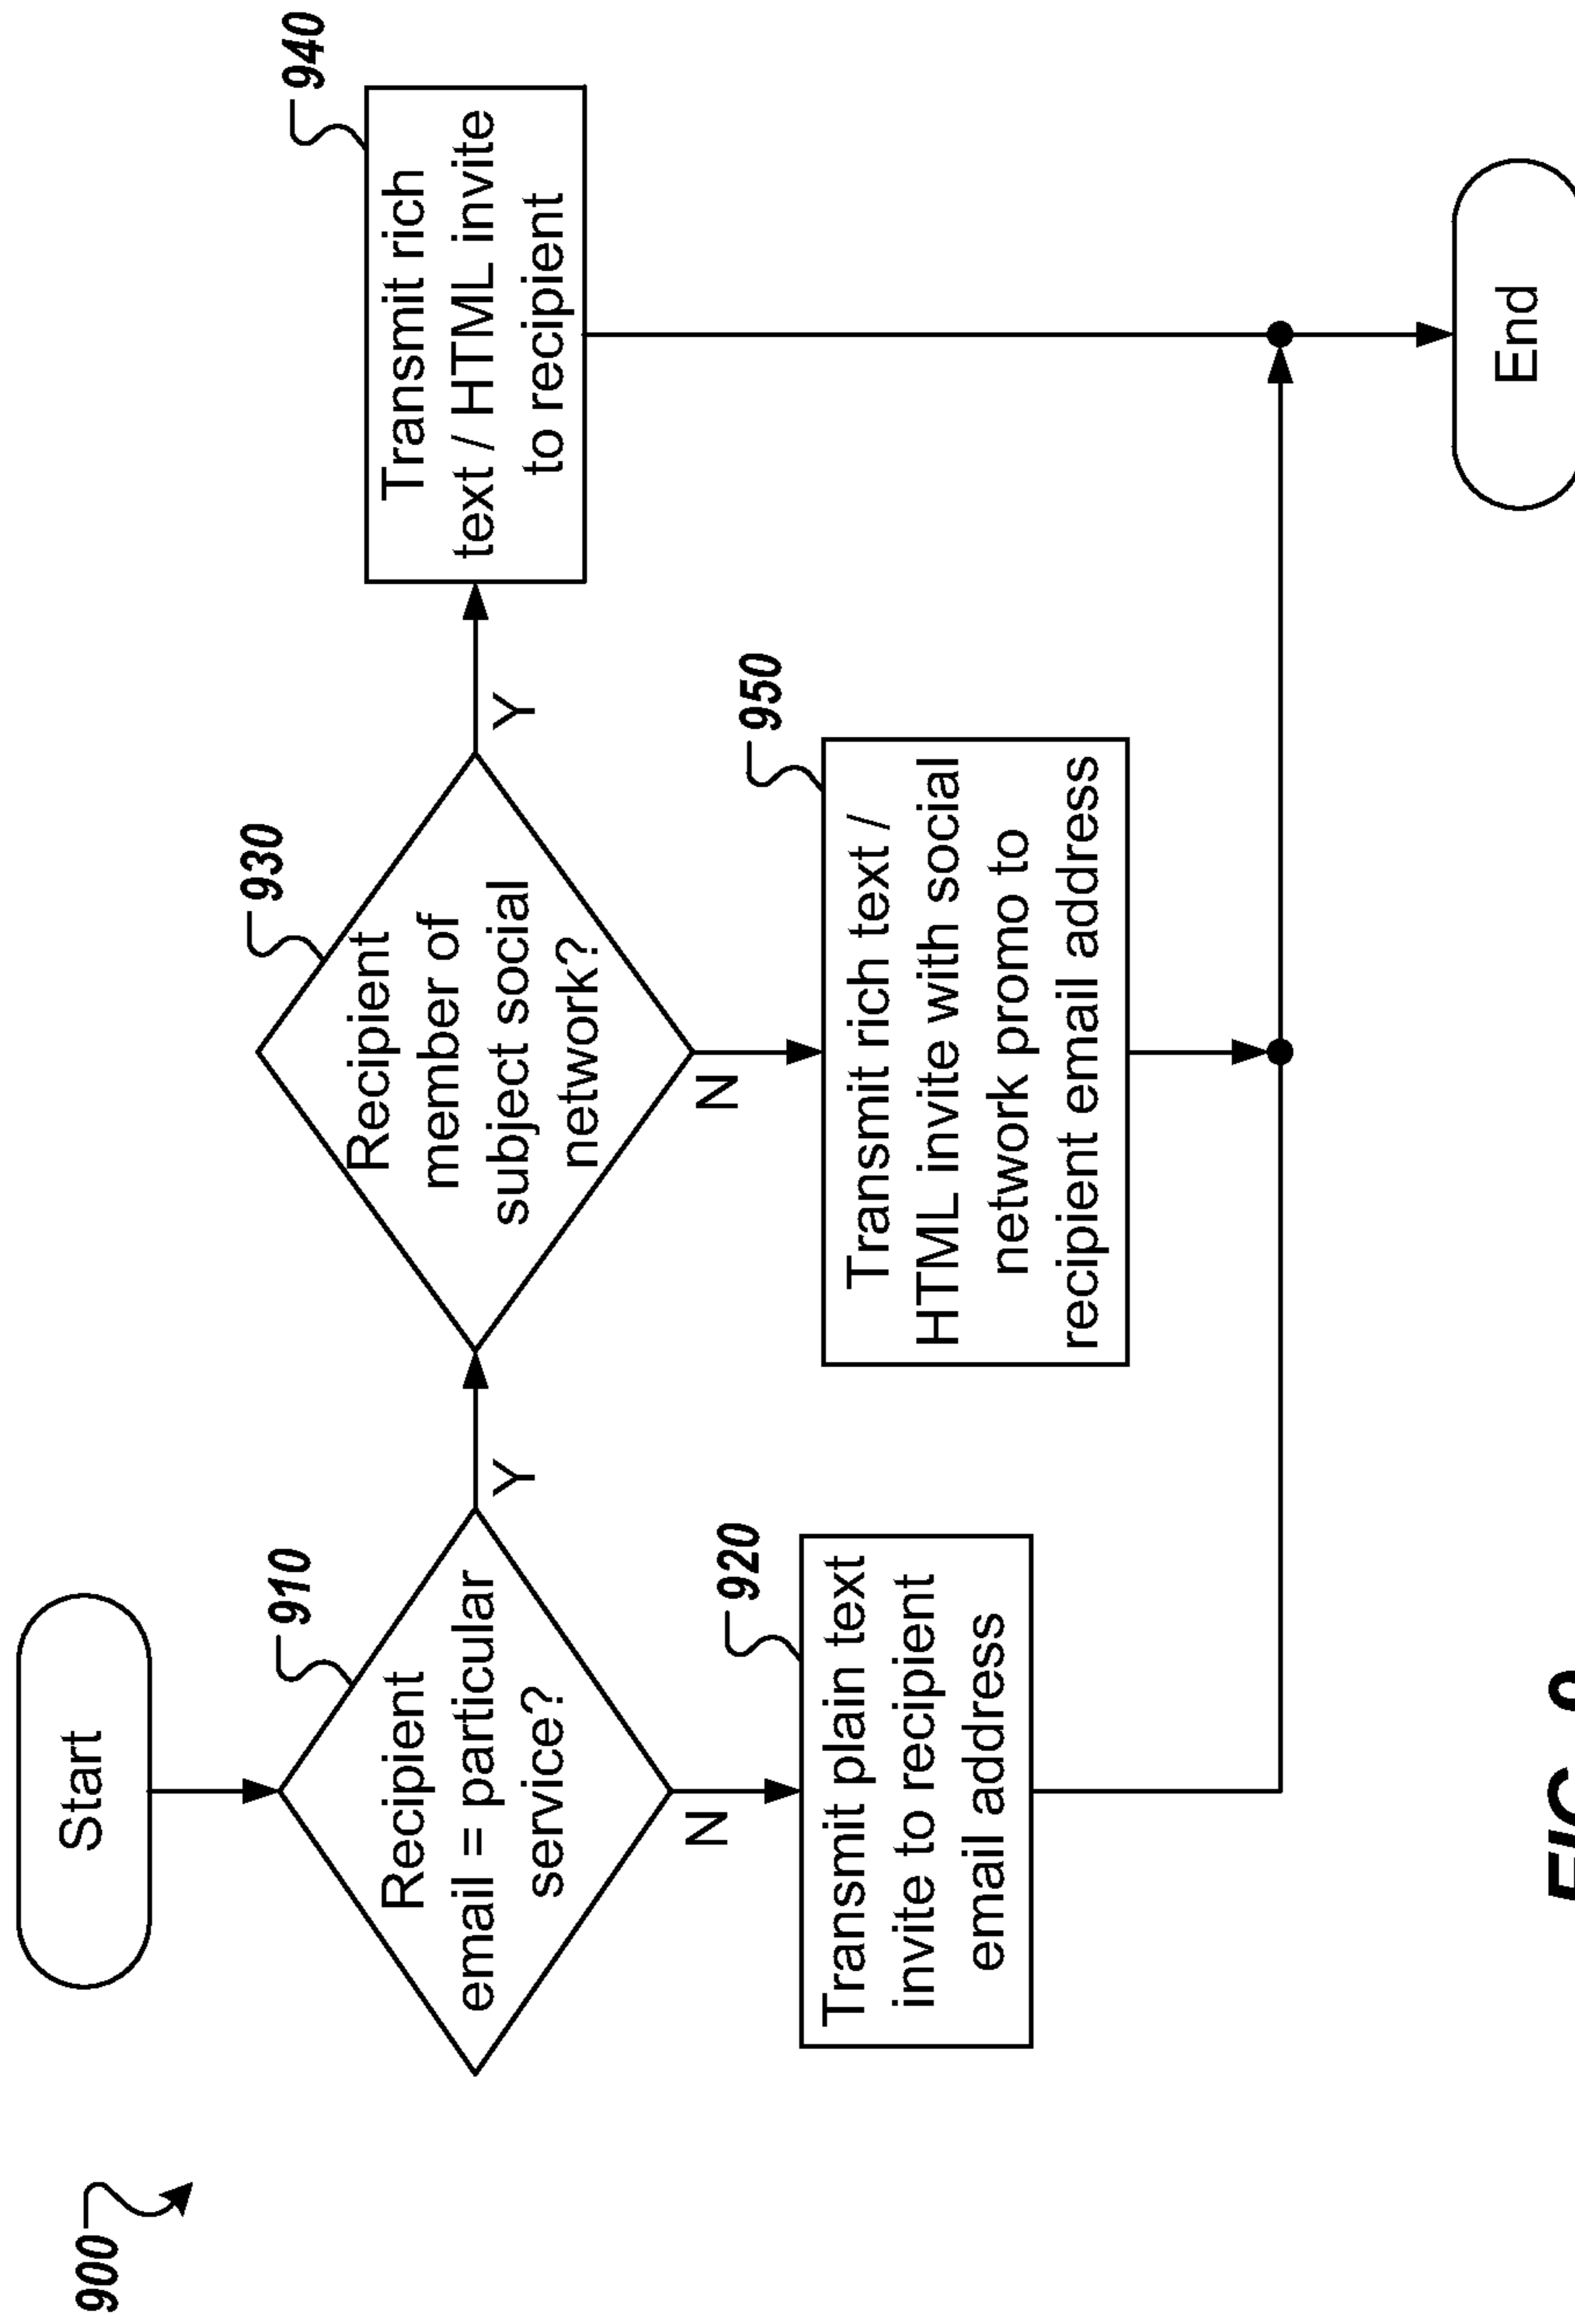 900
Start
910
Recipient
email = particular
service?
Y
N
920
Transmit plain text
invite to recipient
email address
930
Recipient
member of
subject social
network?
Y
N
940
Transmit rich
text / HTML invite
to recipient
950
Transmit rich text /
HTML invite with social
network promo to
recipient email address
End
FIG.